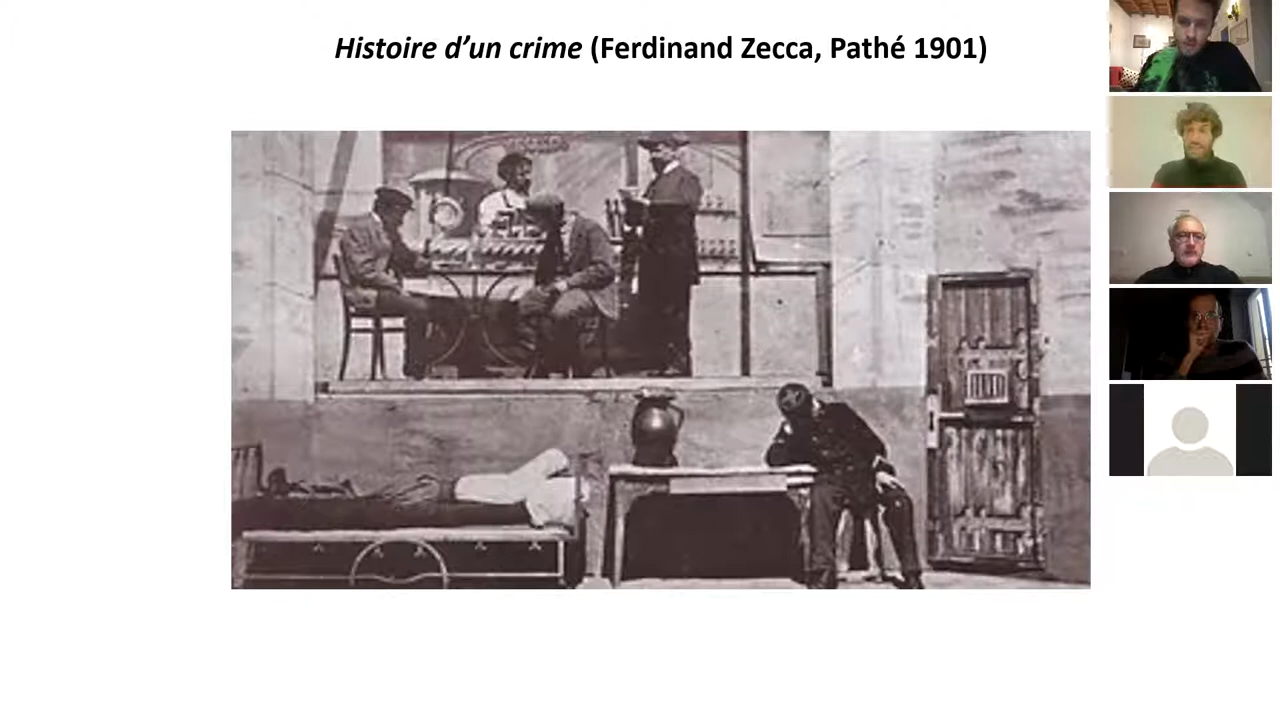 Histoire d’un crime (Ferdinand Zecca, Pathé 1901)